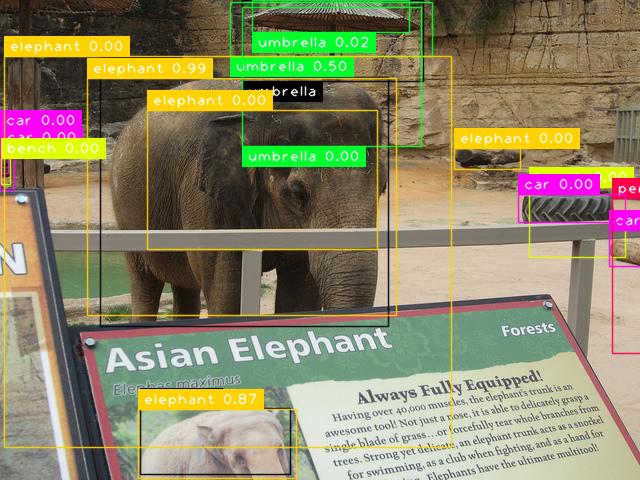 umbrella 0.02
elephant 0.00
elephant 0.99
umbrella 0.50
umbrella
elephant 0.00
car 0.00
car 0.00
bench 0.00
umbrella 0.00
elephant 0.00
car 0.00
N
Asian Elephant
Forests
Elephas maximus
elephant 0.87
Always Fully Equipped!
Having over 40,000 muscles, the elephant's trunk is an
awesome tool! Not just a nose, it is able to delicately grasp a
single blade of grass...or forcefully tear whole branches from
trees. Strong yet delicate, an elephant trunk acts as a snorkel
for swimming, as a club when fighting, and as a hand for
Elephants have the ultimate multitool!